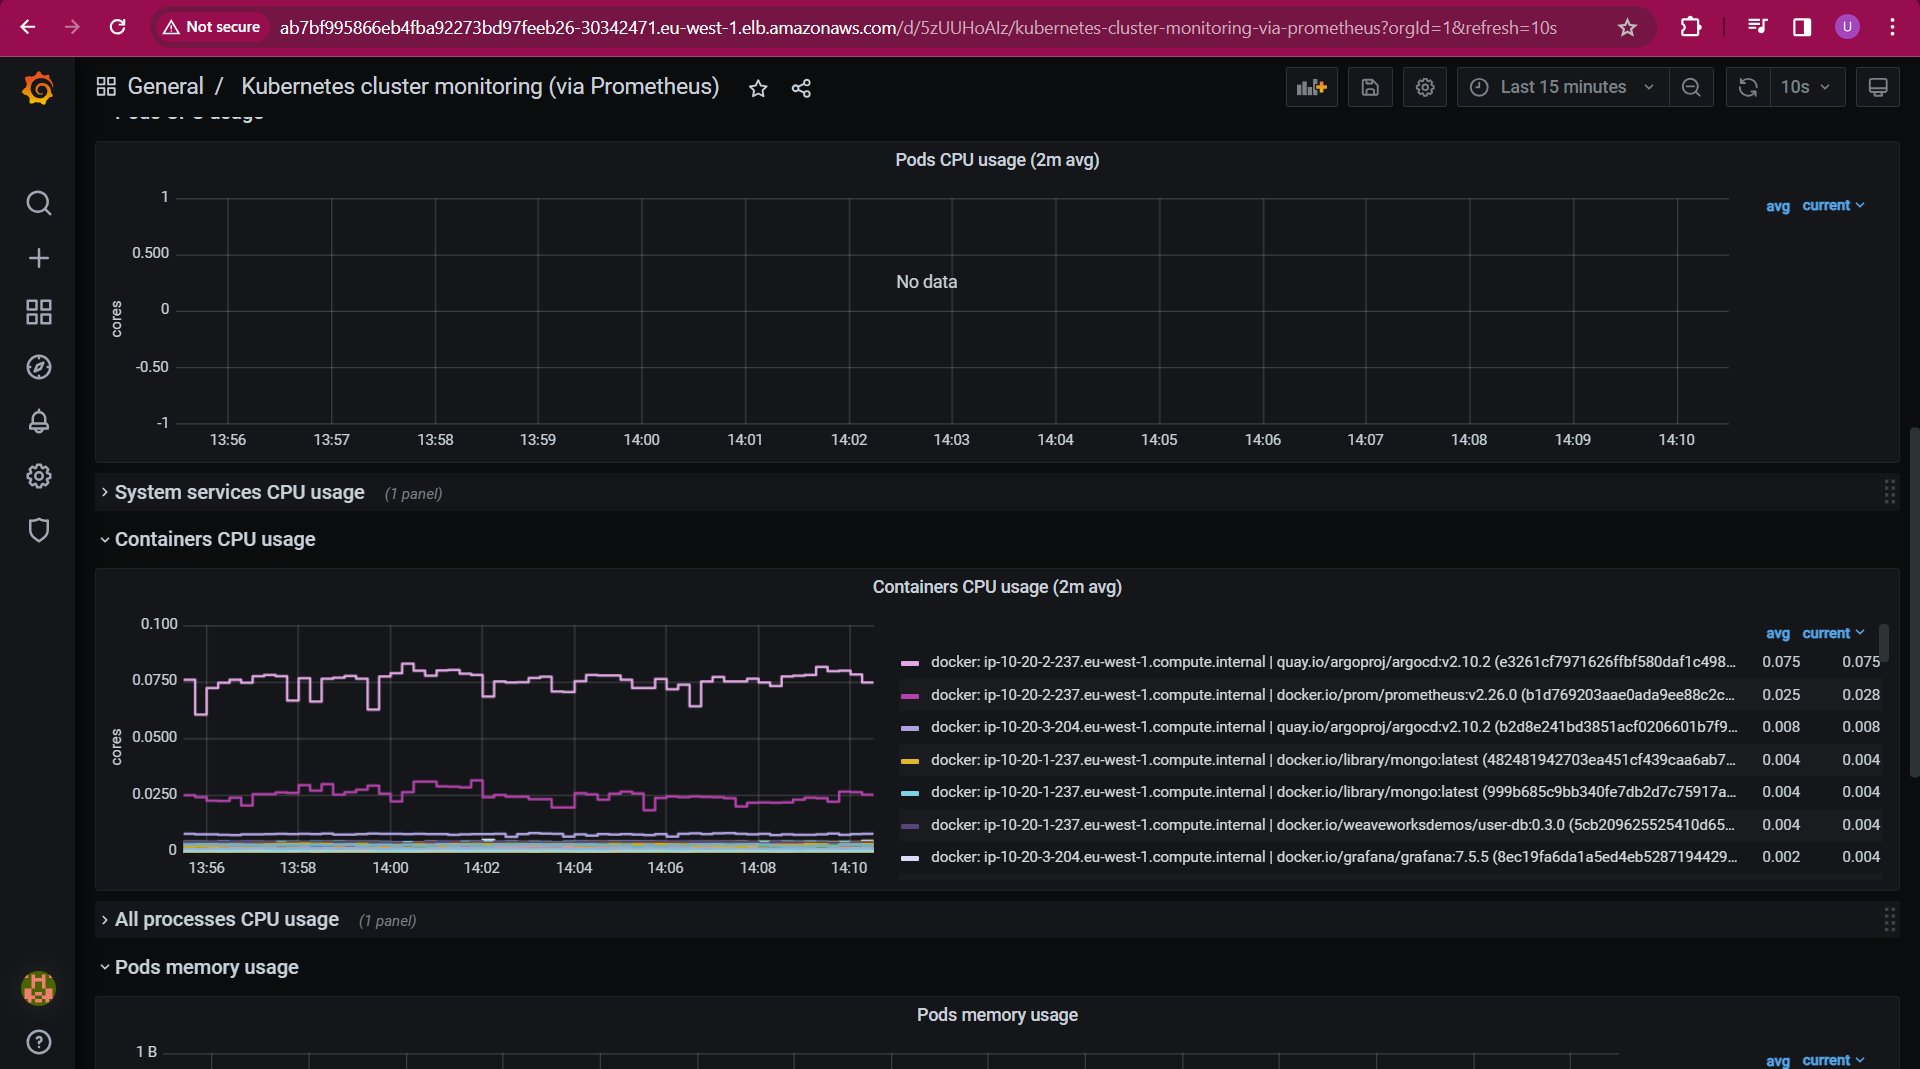 Not secure
ab7bf995866eb4fba92273bd97feeb26-30342471.eu-west-1.elb.amazonaws.com/d/5zUUHoAIz/kubernetes-cluster-monitoring-via-prometheus?orgId=1&refresh=10s
U
General / Kubernetes cluster monitoring (via Prometheus)
Last 15 minutes
10s
Pods CPU usage
Pods CPU usage (2m avg)
avg current
1
0.500
0
-0.50
-1
cores
No data
13:56 13:57 13:58 13:59 14:00 14:01 14:02 14:03 14:04 14:05 14:06 14:07 14:08 14:09 14:10
System services CPU usage (1 panel)
Containers CPU usage
Containers CPU usage (2m avg)
0.100
0.0750
0.0500
0.0250
0
cores
13:56 13:58 14:00 14:02 14:04 14:06 14:08 14:10
avg current
docker: ip-10-20-2-237.eu-west-1.compute.internal | quay.io/argoproj/argocd:v2.10.2 (e3261cf7971626ffbf580daf1c498... 0.075 0.075
docker: ip-10-20-2-237.eu-west-1.compute.internal | docker.io/prom/prometheus:v2.26.0 (b1d769203aae0ada9ee88c2c... 0.025 0.028
docker: ip-10-20-3-204.eu-west-1.compute.internal | quay.io/argoproj/argocd:v2.10.2 (b2d8e241bd3851acf0206601b7f9... 0.008 0.008
docker: ip-10-20-1-237.eu-west-1.compute.internal | docker.io/library/mongo:latest (482481942703ea451cf439caa6ab7... 0.004 0.004
docker: ip-10-20-1-237.eu-west-1.compute.internal | docker.io/library/mongo:latest (999b685c9bb340fe7db2d7c75917a... 0.004 0.004
docker: ip-10-20-1-237.eu-west-1.compute.internal | docker.io/weaveworksdemos/user-db:0.3.0 (5cb209625525410d65... 0.004 0.004
docker: ip-10-20-3-204.eu-west-1.compute.internal | docker.io/grafana/grafana:7.5.5 (8ec19fa6da1a5ed4eb5287194429... 0.002 0.004
All processes CPU usage (1 panel)
Pods memory usage
Pods memory usage
1 B
avg current